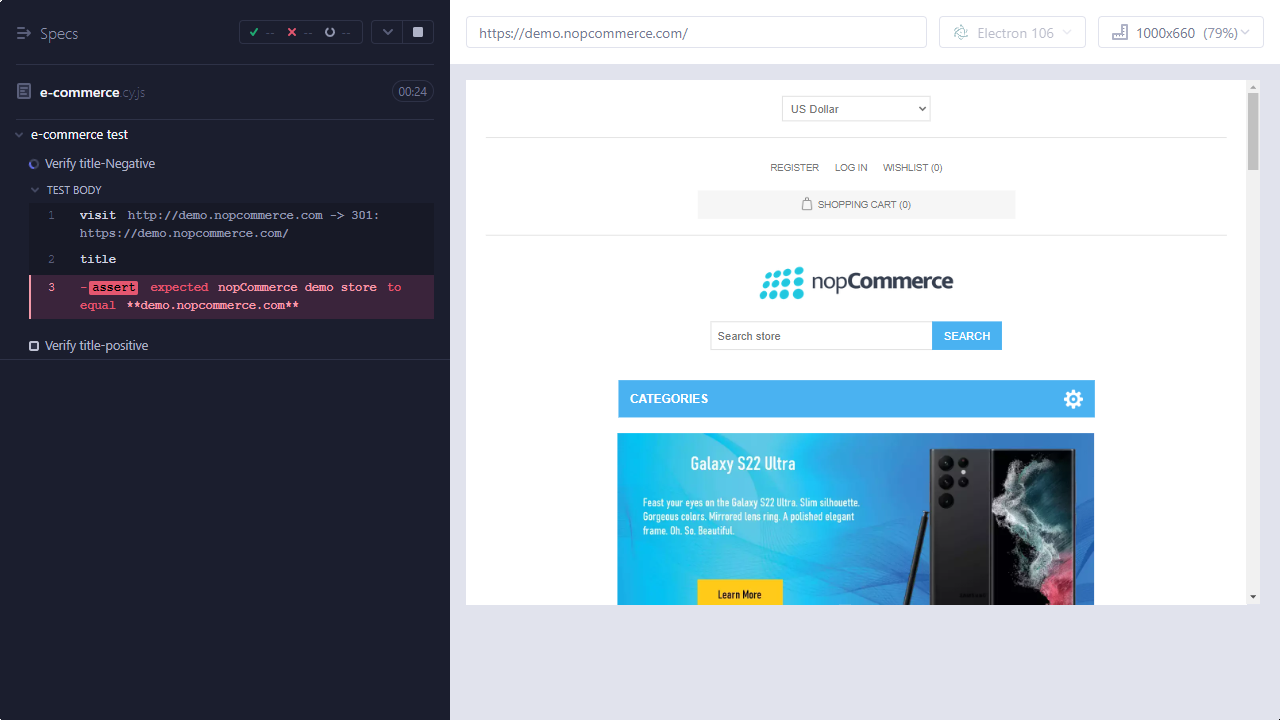 Specs
-- -- --
e-commerce.cy.js
00:24
e-commerce test
Verify title-Negative
TEST BODY
1 visit http://demo.nopcommerce.com -> 301:
https://demo.nopcommerce.com/
2 title
3 -assert expected nopCommerce demo store to
equal **demo.nopcommerce.com**
Verify title-positive
https://demo.nopcommerce.com/
Electron 106
1000x660 (79%)
US Dollar
REGISTER LOG IN WISHLIST (0)
SHOPPING CART (0)
nopCommerce
Search store
SEARCH
CATEGORIES
Galaxy S22 Ultra
Feast your eyes on the Galaxy S22 Ultra. Slim silhouette.
Gorgeous colors. Mirrored lens ring. A polished elegant
frame. Oh. So. Beautiful.
Learn More